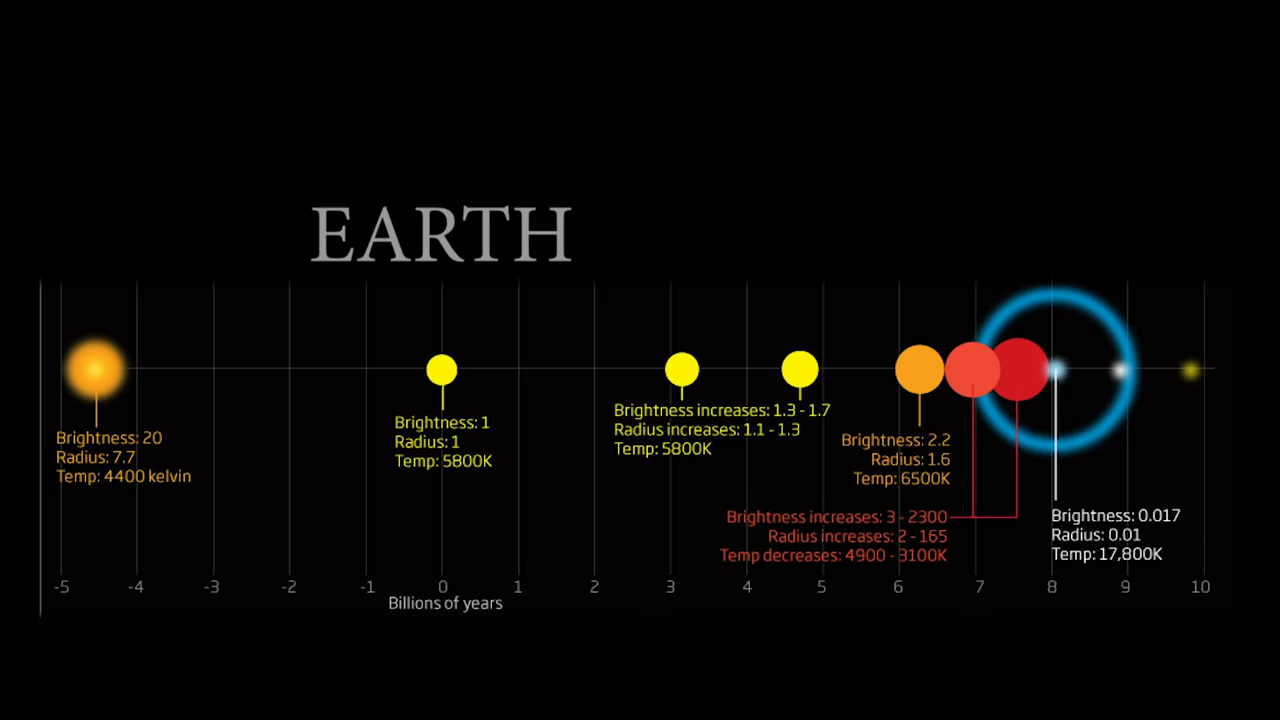 EARTH
Brightness: 20
Radius: 7.7
Temp: 4400 kelvin
Brightness: 1
Radius: 1
Temp: 5800K
Brightness increases: 1.3 - 1.7
Radius increases: 1.1 - 1.3
Temp: 5800K
Brightness: 2.2
Radius: 1.6
Temp: 6500K
Brightness increases: 3 - 2300
Radius increases: 2 - 165
Temp decreases: 4900 - 3100K
Brightness: 0.017
Radius: 0.01
Temp: 17,800K
-5 -4 -3 -2 -1 0 1 2 3 4 5 6 7 8 9 10
Billions of years